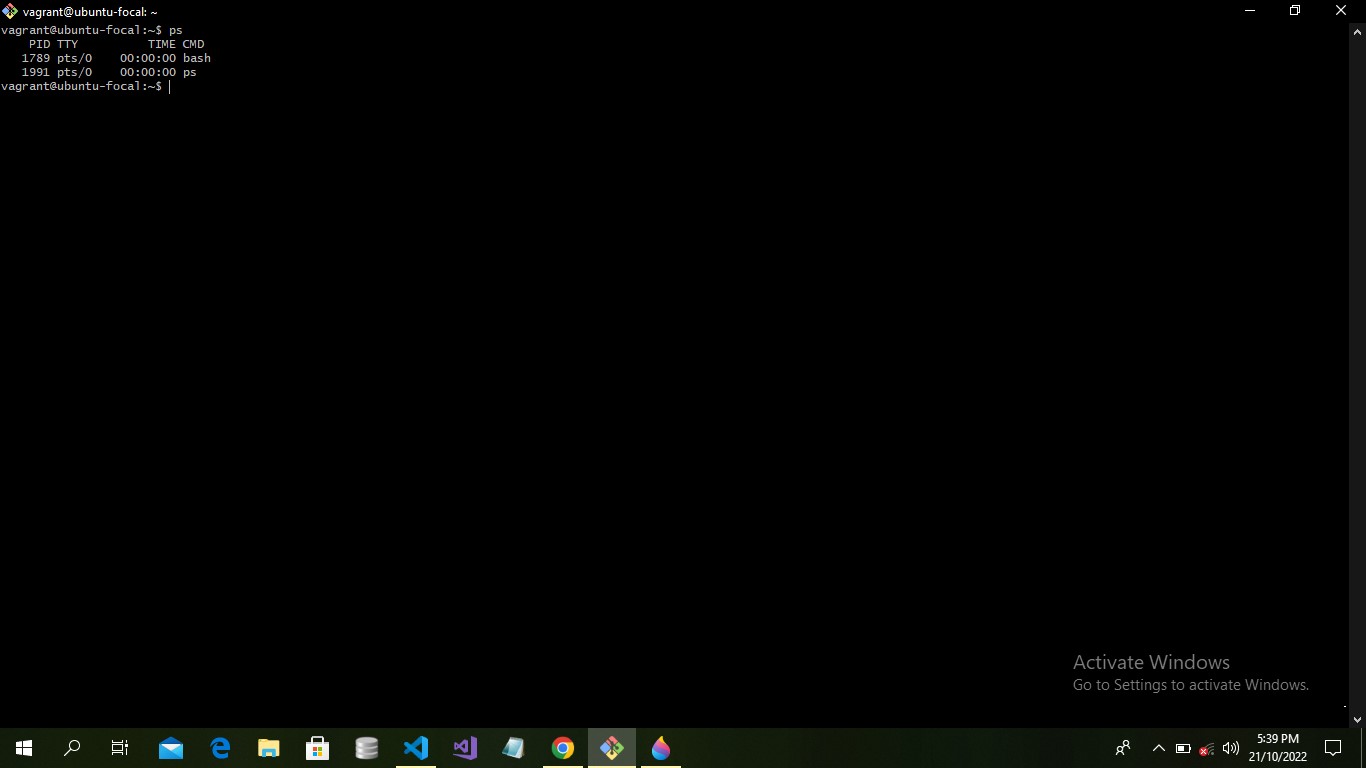 vagrant@ubuntu-focal: ~
vagrant@ubuntu-focal:~$ ps
    PID TTY          TIME CMD
   1789 pts/0    00:00:00 bash
   1991 pts/0    00:00:00 ps
vagrant@ubuntu-focal:~$
Activate Windows
Go to Settings to activate Windows.
5:39 PM
21/10/2022